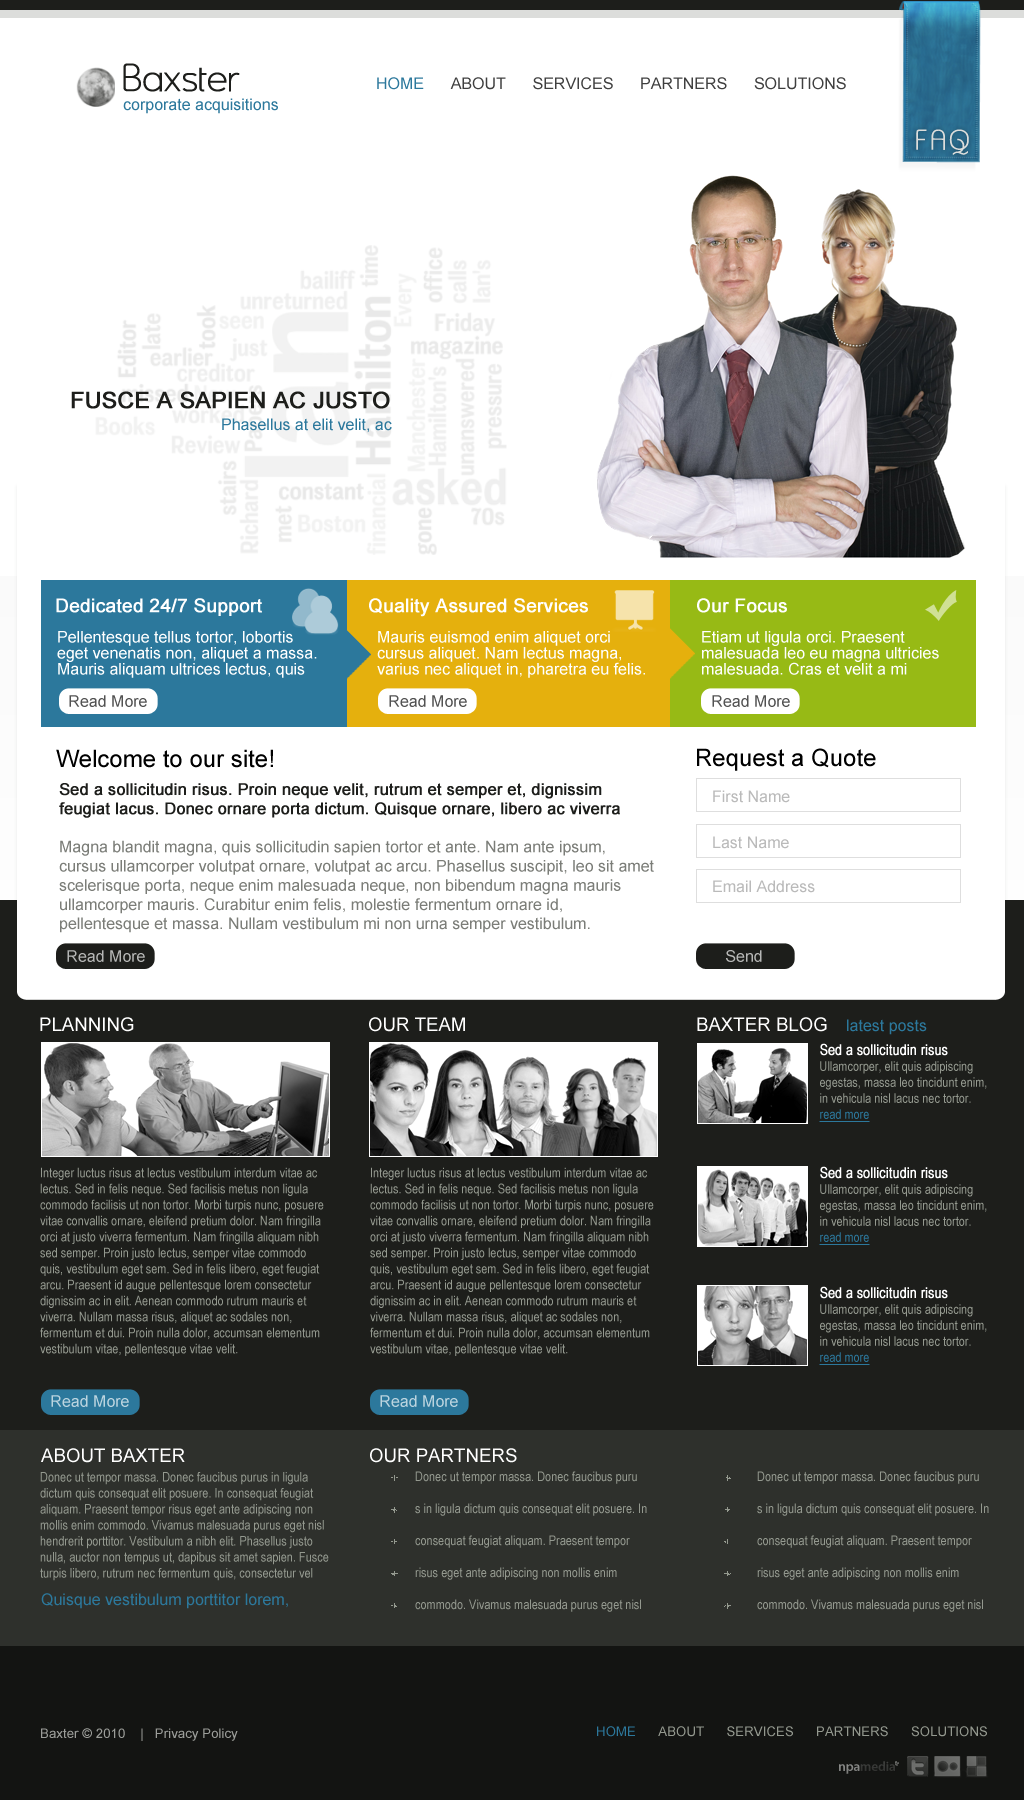 Baxster
corporate acquisitions
HOME ABOUT SERVICES PARTNERS SOLUTIONS
FAQ
bailiff
time
office
calls
Ian's
unreturned
Every
took
seen
late
Editor
Friday
just
magazine
earlier
creditor
Ian
Hamilton
Manchester
Hamilton's
unanswered
pressure
missed
worked
Books
Review
FUSCE A SAPIEN AC JUSTO
Phasellus at elit velit, ac
stairs
Richard
met
constant
Boston
financial
asked
gone
70s
Dedicated 24/7 Support
Pellentesque tellus tortor, lobortis
eget venenatis non, aliquet a massa.
Mauris aliquam ultrices lectus, quis
Read More
Quality Assured Services
Mauris euismod enim aliquet orci
cursus aliquet. Nam lectus magna,
varius nec aliquet in, pharetra eu felis.
Read More
Our Focus
Etiam ut ligula orci. Praesent
malesuada leo eu magna ultricies
malesuada. Cras et velit a mi
Read More
Welcome to our site!
Sed a sollicitudin risus. Proin neque velit, rutrum et semper et, dignissim
feugiat lacus. Donec ornare porta dictum. Quisque ornare, libero ac viverra
Magna blandit magna, quis sollicitudin sapien tortor et ante. Nam ante ipsum,
cursus ullamcorper volutpat ornare, volutpat ac arcu. Phasellus suscipit, leo sit amet
scelerisque porta, neque enim malesuada neque, non bibendum magna mauris
ullamcorper mauris. Curabitur enim felis, molestie fermentum ornare id,
pellentesque et massa. Nullam vestibulum mi non urna semper vestibulum.
Read More
Request a Quote
First Name
Last Name
Email Address
Send
PLANNING
Integer luctus risus at lectus vestibulum interdum vitae ac
lectus. Sed in felis neque. Sed facilisis metus non ligula
commodo facilisis ut non tortor. Morbi turpis nunc, posuere
vitae convallis ornare, eleifend pretium dolor. Nam fringilla
orci at justo viverra fermentum. Nam fringilla aliquam nibh
sed semper. Proin justo lectus, semper vitae commodo
quis, vestibulum eget sem. Sed in felis libero, eget feugiat
arcu. Praesent id augue pellentesque lorem consectetur
dignissim ac in elit. Aenean commodo rutrum mauris et
viverra. Nullam massa risus, aliquet ac sodales non,
fermentum et dui. Proin nulla dolor, accumsan elementum
vestibulum vitae, pellentesque vitae velit.
Read More
OUR TEAM
Integer luctus risus at lectus vestibulum interdum vitae ac
lectus. Sed in felis neque. Sed facilisis metus non ligula
commodo facilisis ut non tortor. Morbi turpis nunc, posuere
vitae convallis ornare, eleifend pretium dolor. Nam fringilla
orci at justo viverra fermentum. Nam fringilla aliquam nibh
sed semper. Proin justo lectus, semper vitae commodo
quis, vestibulum eget sem. Sed in felis libero, eget feugiat
arcu. Praesent id augue pellentesque lorem consectetur
dignissim ac in elit. Aenean commodo rutrum mauris et
viverra. Nullam massa risus, aliquet ac sodales non,
fermentum et dui. Proin nulla dolor, accumsan elementum
vestibulum vitae, pellentesque vitae velit.
Read More
BAXTER BLOG latest posts
Sed a sollicitudin risus
Ullamcorper, elit quis adipiscing
egestas, massa leo tincidunt enim,
in vehicula nisl lacus nec tortor.
read more
Sed a sollicitudin risus
Ullamcorper, elit quis adipiscing
egestas, massa leo tincidunt enim,
in vehicula nisl lacus nec tortor.
read more
Sed a sollicitudin risus
Ullamcorper, elit quis adipiscing
egestas, massa leo tincidunt enim,
in vehicula nisl lacus nec tortor.
read more
ABOUT BAXTER
Donec ut tempor massa. Donec faucibus purus in ligula
dictum quis consequat elit posuere. In consequat feugiat
aliquam. Praesent tempor risus eget ante adipiscing non
mollis enim commodo. Vivamus malesuada purus eget nisl
hendrerit porttitor. Vestibulum a nibh elit. Phasellus justo
nulla, auctor non tempus ut, dapibus sit amet sapien. Fusce
turpis libero, rutrum nec fermentum quis, consectetur vel
Quisque vestibulum porttitor lorem,
OUR PARTNERS
Donec ut tempor massa. Donec faucibus puru
s in ligula dictum quis consequat elit posuere. In
consequat feugiat aliquam. Praesent tempor
risus eget ante adipiscing non mollis enim
commodo. Vivamus malesuada purus eget nisl
Donec ut tempor massa. Donec faucibus puru
s in ligula dictum quis consequat elit posuere. In
consequat feugiat aliquam. Praesent tempor
risus eget ante adipiscing non mollis enim
commodo. Vivamus malesuada purus eget nisl
Baxter © 2010 | Privacy Policy
HOME ABOUT SERVICES PARTNERS SOLUTIONS
npamedia